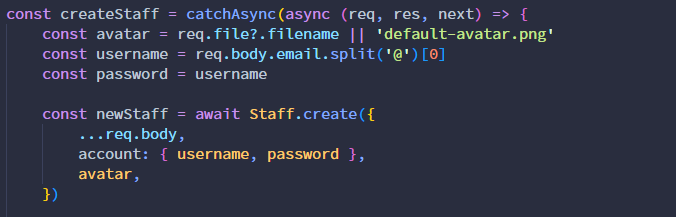 const createStaff = catchAsync(async (req, res, next) => {
    const avatar = req.file?.filename || 'default-avatar.png'
    const username = req.body.email.split('@')[0]
    const password = username

    const newStaff = await Staff.create({
        ...req.body,
        account: { username, password },
        avatar,
    })